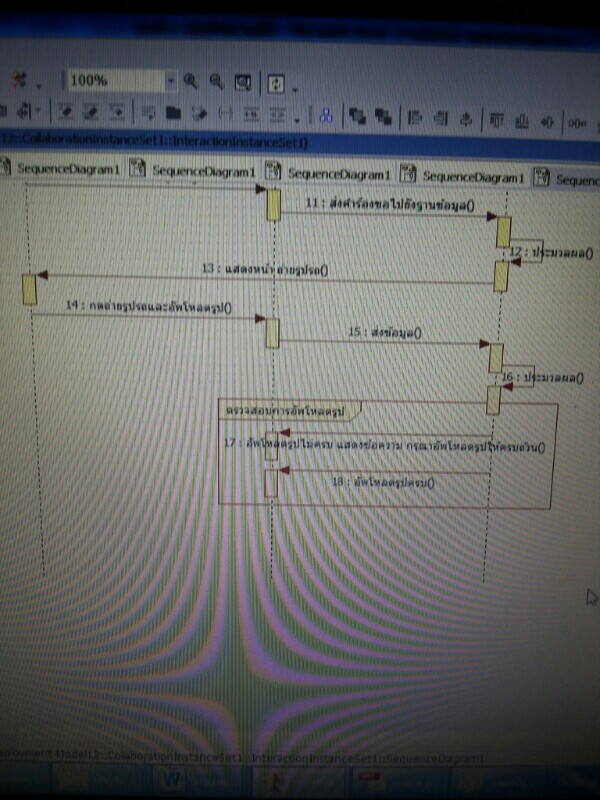 100%
12::CollaborationInstanceSet1::InteractionInstanceSet1)
SequenceDiagram1 SequenceDiagram1 SequenceDiagram1 SequenceDiagram1 Sequenc
11 : ส่งคำร้องขอไปยังฐานข้อมูล()
12 : ประมวลผล()
13 : แสดงหน้าถ่ายรูปรถ()
14 : กดถ่ายรูปรถและอัพโหลดรูป()
15 : ส่งข้อมูล()
16 : ประมวลผล()
ตรวจสอบการอัพโหลดรูป
17 : อัพโหลดรูปไม่ครบ แสดงข้อความ กรุณาอัพโหลดรูปให้ครบถ้วน()
18 : อัพโหลดรูปครบ()
eployment Model12::CollaborationInstanceSet1::InteractionInstanceSet1::SequenceDiagram1